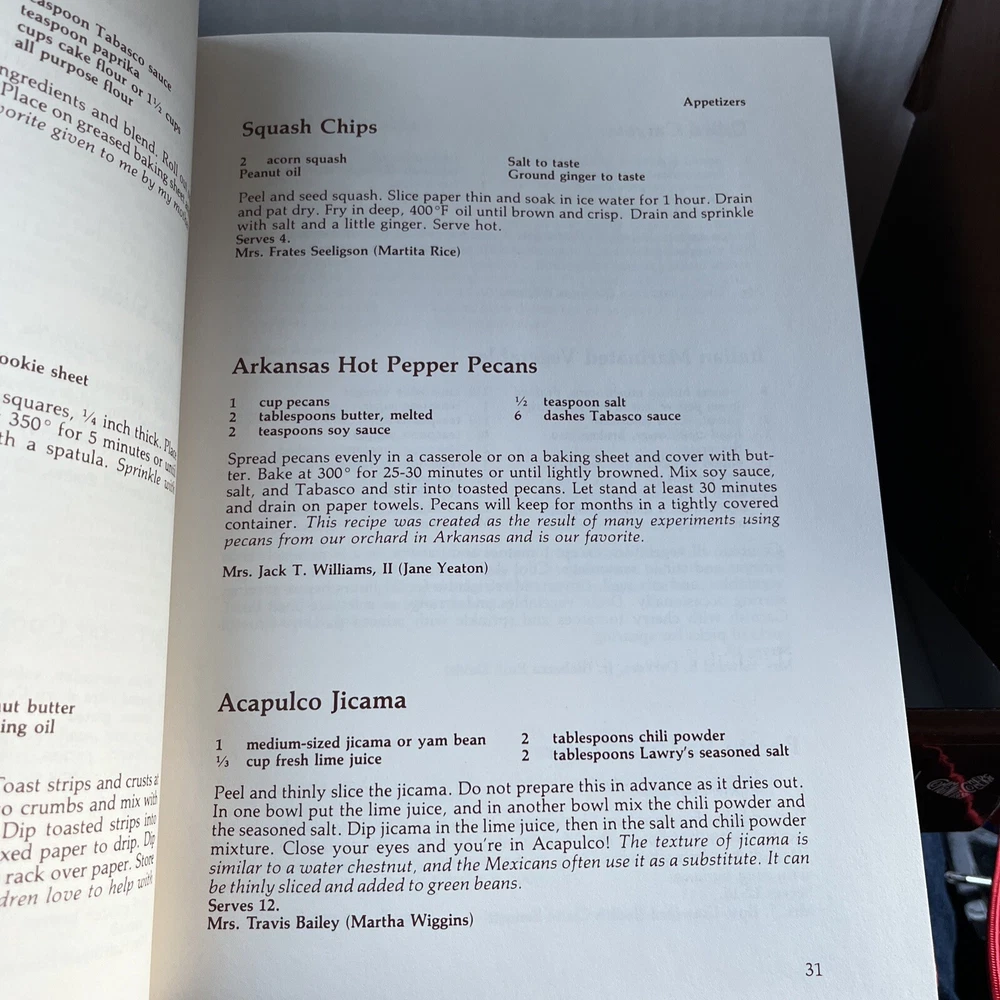 teaspoon Tabasco sauce
teaspoon paprika
cups cake flour or 1½ cups
all purpose flour
ingredients and blend. Roll
Place on greased baking sheet
given to me by my
cookie sheet
squares, ¼ inch thick.
350° for 5 minutes or
a spatula. Sprinkle
butter
oil
Toast strips and crusts
crumbs and mix with
Dip toasted strips into
paper to drip. Dip
rack over paper. Store
love to help with
Appetizers
Squash Chips
2 acorn squash
Peanut oil
Salt to taste
Ground ginger to taste
Peel and seed squash. Slice paper thin and soak in ice water for 1 hour. Drain
and pat dry. Fry in deep, 400°F oil until brown and crisp. Drain and sprinkle
with salt and a little ginger. Serve hot.
Serves 4.
Mrs. Frates Seeligson (Martita Rice)
Arkansas Hot Pepper Pecans
1 cup pecans
2 tablespoons butter, melted
2 teaspoons soy sauce
½ teaspoon salt
6 dashes Tabasco sauce
Spread pecans evenly in a casserole or on a baking sheet and cover with but-
ter. Bake at 300° for 25-30 minutes or until lightly browned. Mix soy sauce,
salt, and Tabasco and stir into toasted pecans. Let stand at least 30 minutes
and drain on paper towels. Pecans will keep for months in a tightly covered
container. This recipe was created as the result of many experiments using
pecans from our orchard in Arkansas and is our favorite.
Mrs. Jack T. Williams, II (Jane Yeaton)
Acapulco Jicama
1 medium-sized jicama or yam bean
⅓ cup fresh lime juice
2 tablespoons chili powder
2 tablespoons Lawry's seasoned salt
Peel and thinly slice the jicama. Do not prepare this in advance as it dries out.
In one bowl put the lime juice, and in another bowl mix the chili powder and
the seasoned salt. Dip jicama in the lime juice, then in the salt and chili powder
mixture. Close your eyes and you're in Acapulco! The texture of jicama is
similar to a water chestnut, and the Mexicans often use it as a substitute. It can
be thinly sliced and added to green beans.
Serves 12.
Mrs. Travis Bailey (Martha Wiggins)
31